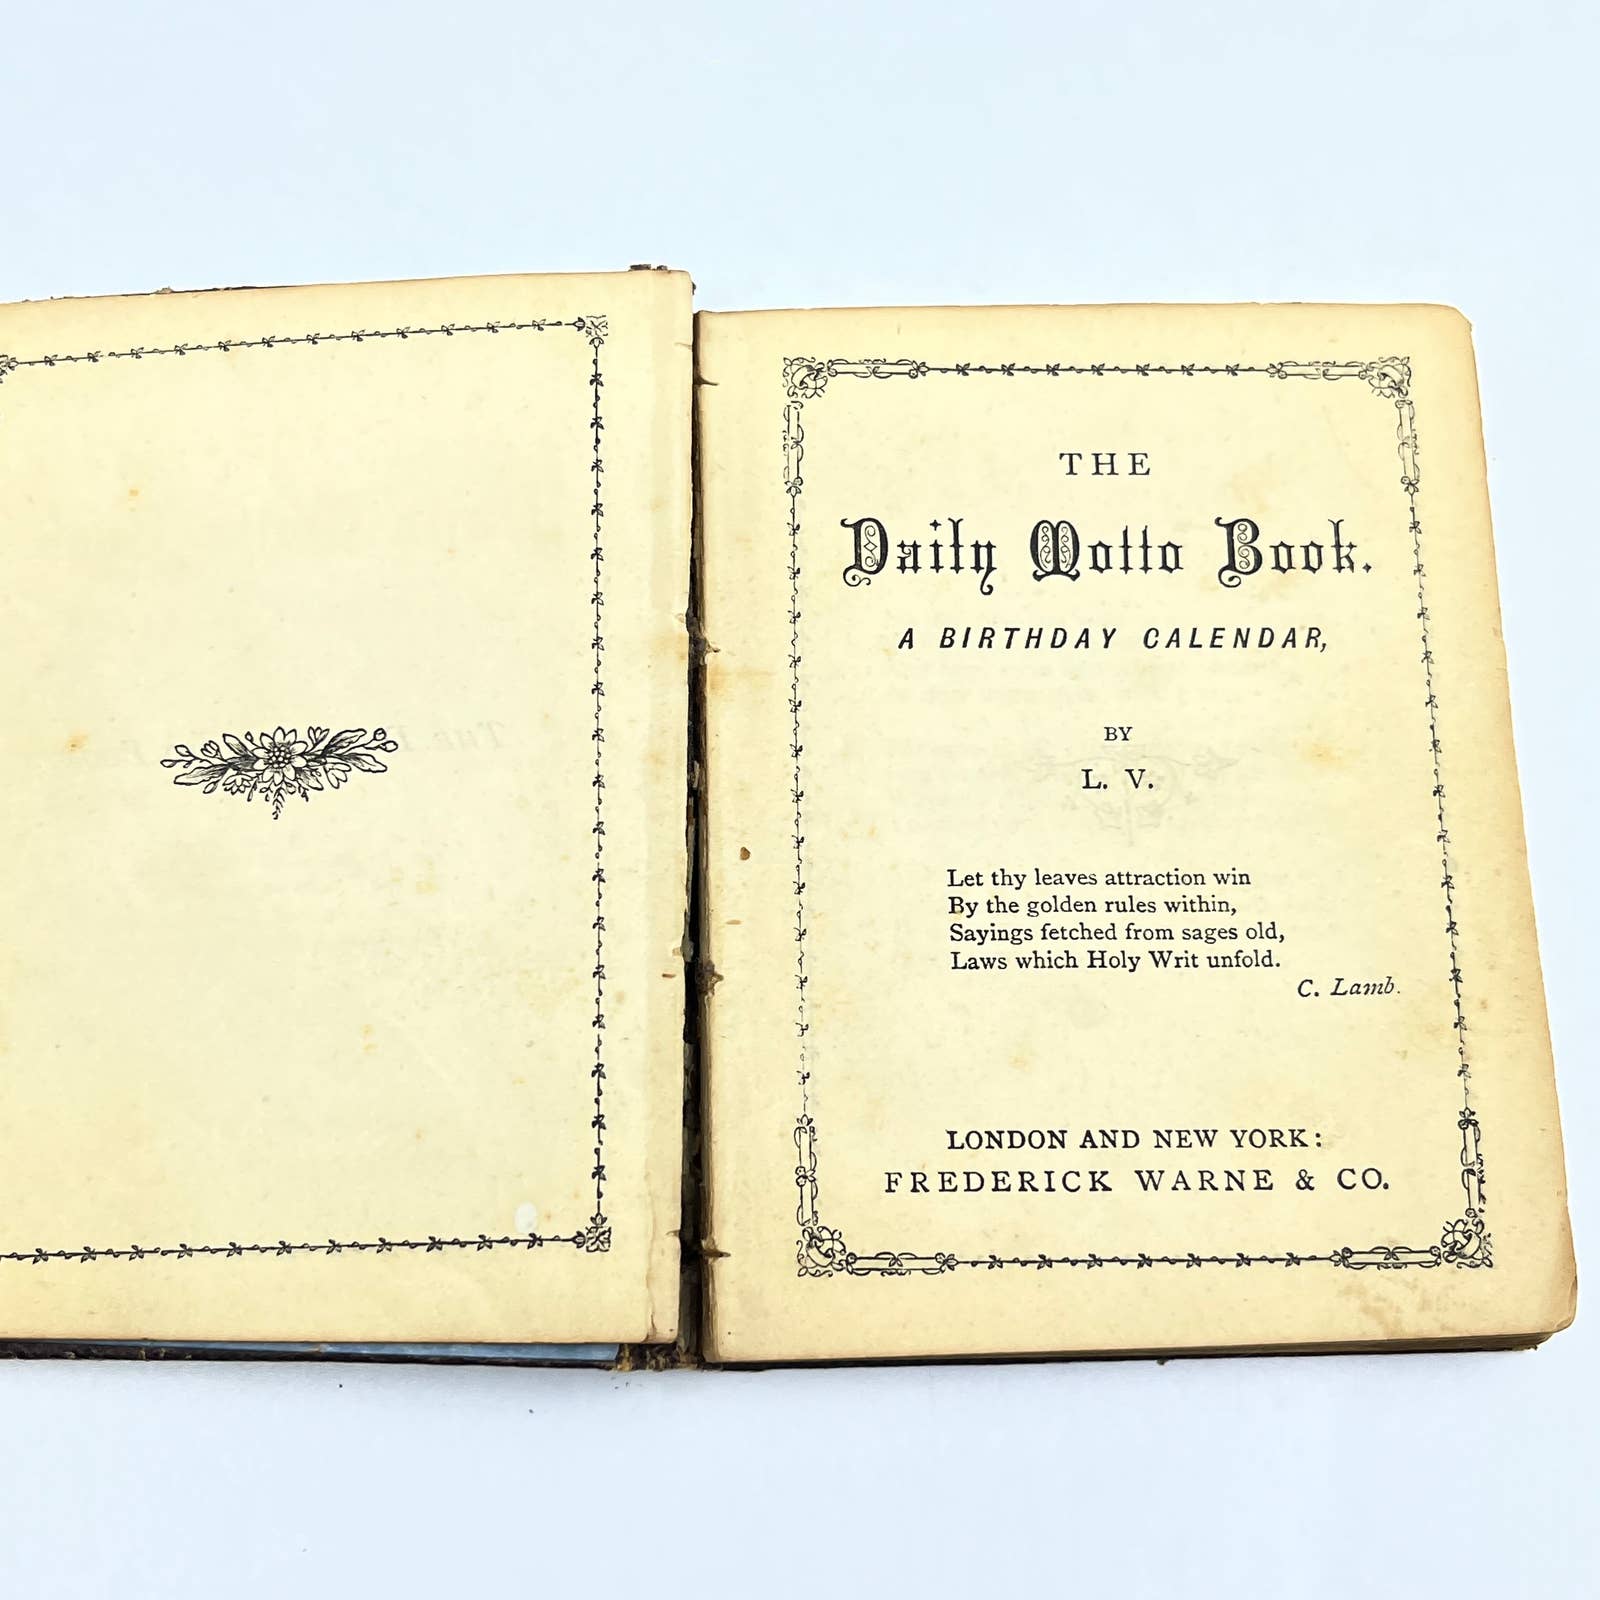 THE
Daily Motto Book.
A BIRTHDAY CALENDAR,
BY
L. V.
Let thy leaves attraction win
By the golden rules within,
Sayings fetched from sages old,
Laws which Holy Writ unfold.
C. Lamb.
LONDON AND NEW YORK:
FREDERICK WARNE & CO.